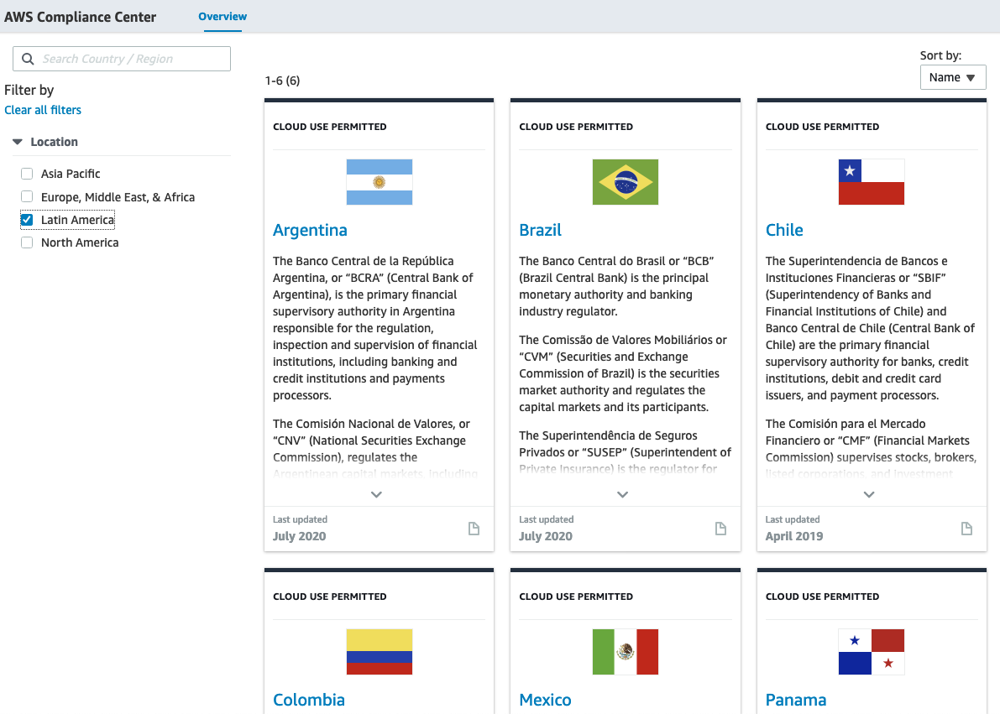 AWS Compliance Center
Overview
Search Country / Region
Filter by
Clear all filters
Location
Asia Pacific
Europe, Middle East, & Africa
Latin America
North America
1-6 (6)
Sort by:
Name
CLOUD USE PERMITTED
Argentina
The Banco Central de la República
Argentina, or “BCRA” (Central Bank of
Argentina), is the primary financial
supervisory authority in Argentina
responsible for the regulation,
inspection and supervision of financial
institutions, including banking and
credit institutions and payments
processors.
The Comisión Nacional de Valores, or
“CNV” (National Securities Exchange
Commission), regulates the
Argentinean capital markets, including
Last updated
July 2020
CLOUD USE PERMITTED
Brazil
The Banco Central do Brasil or “BCB”
(Brazil Central Bank) is the principal
monetary authority and banking
industry regulator.
The Comissão de Valores Mobiliários or
“CVM” (Securities and Exchange
Commission of Brazil) is the securities
market authority and regulates the
capital markets and its participants.
The Superintendência de Seguros
Privados or “SUSEP” (Superintendent of
Private Insurance) is the regulator for
Last updated
July 2020
CLOUD USE PERMITTED
Chile
The Superintendencia de Bancos e
Instituciones Financieras or “SBIF”
(Superintendency of Banks and
Financial Institutions of Chile) and
Banco Central de Chile (Central Bank of
Chile) are the primary financial
supervisory authority for banks, credit
institutions, debit and credit card
issuers, and payment processors.
The Comisión para el Mercado
Financiero or “CMF” (Financial Markets
Commission) supervises stocks, brokers,
listed corporations, and investment
Last updated
April 2019
CLOUD USE PERMITTED
Colombia
CLOUD USE PERMITTED
Mexico
CLOUD USE PERMITTED
Panama